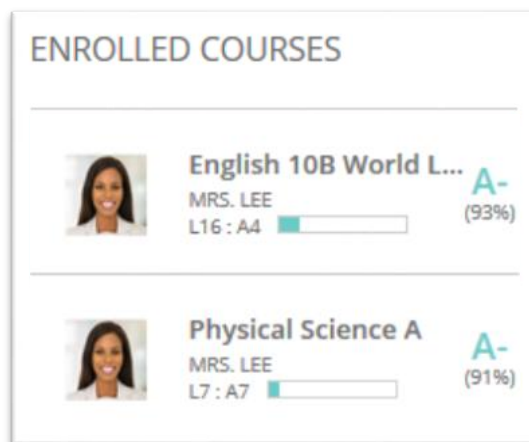 ENROLLED COURSES
English 10B World L...
A-
MRS. LEE
(93%)
L16 : A4
Physical Science A
A-
MRS. LEE
(91%)
L7 : A7